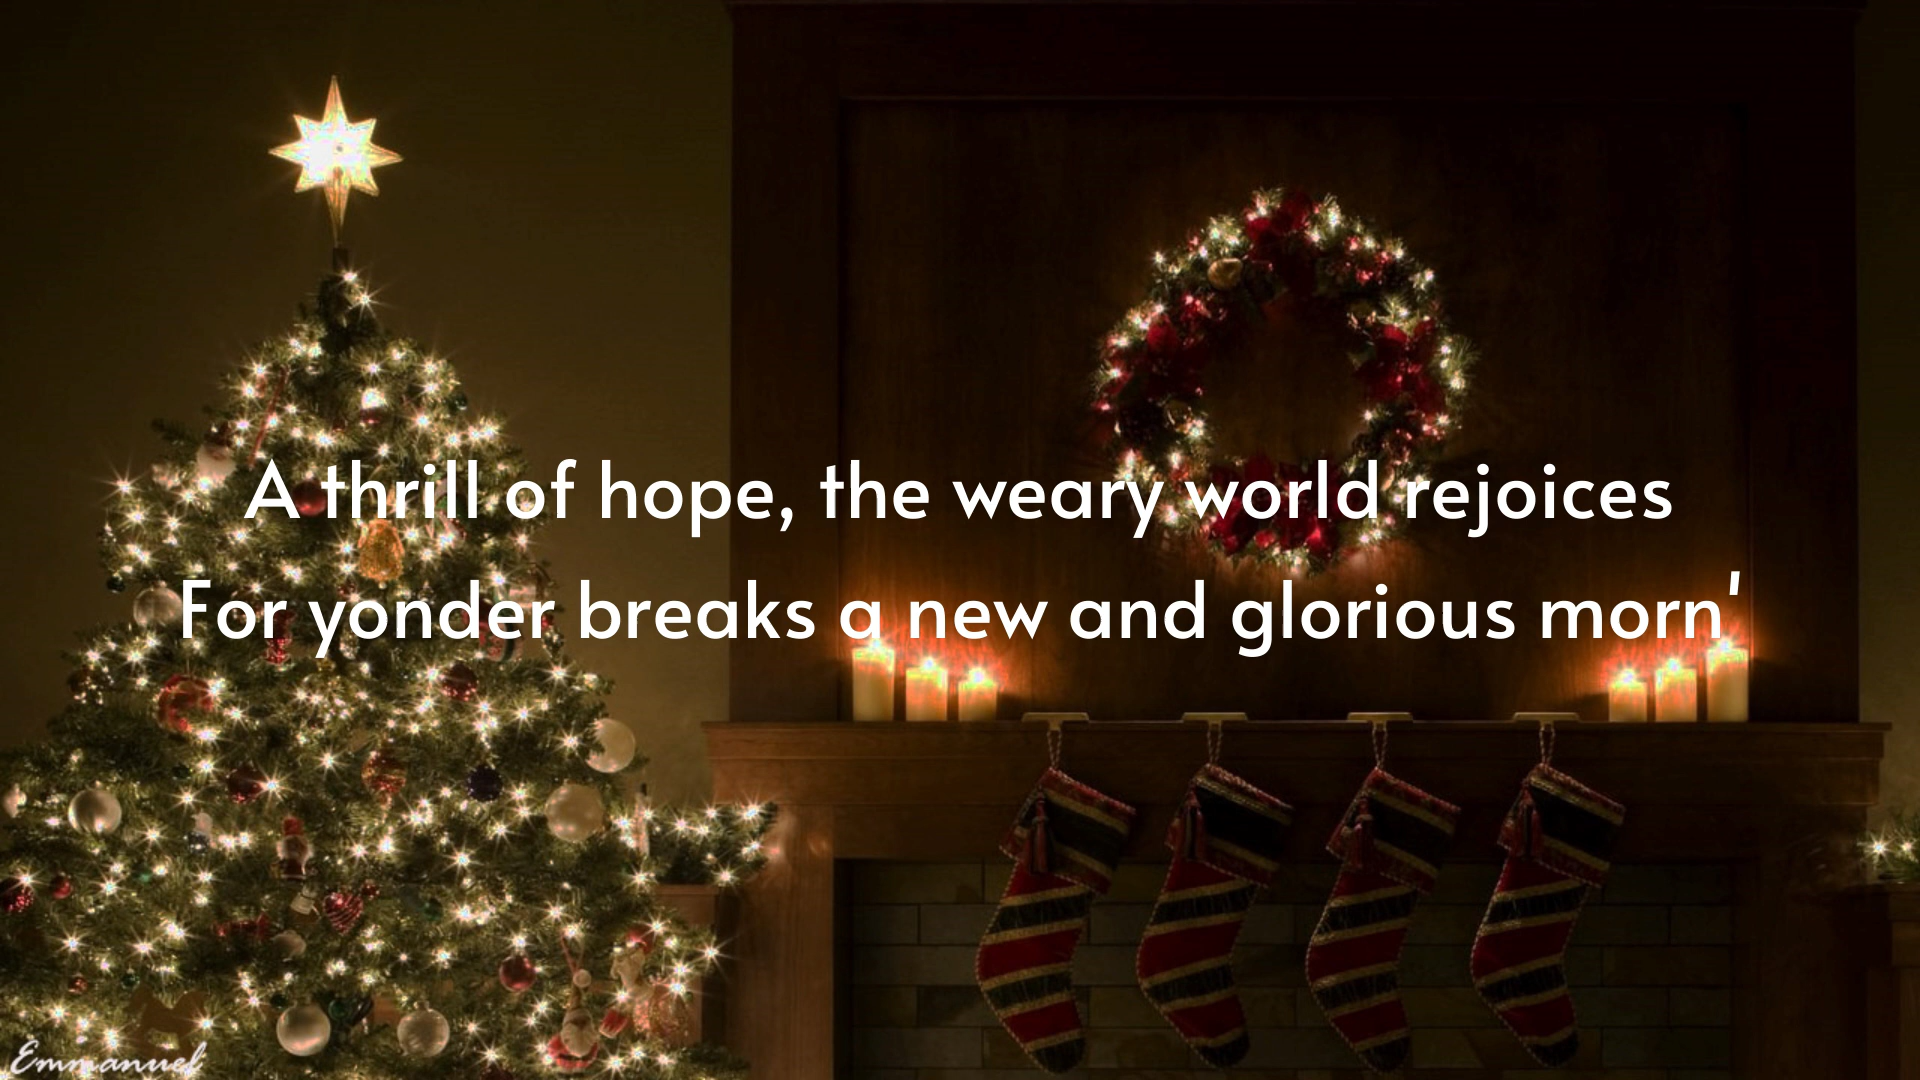 A thrill of hope, the weary world rejoices
For yonder breaks a new and glorious morn'
Emmanuel